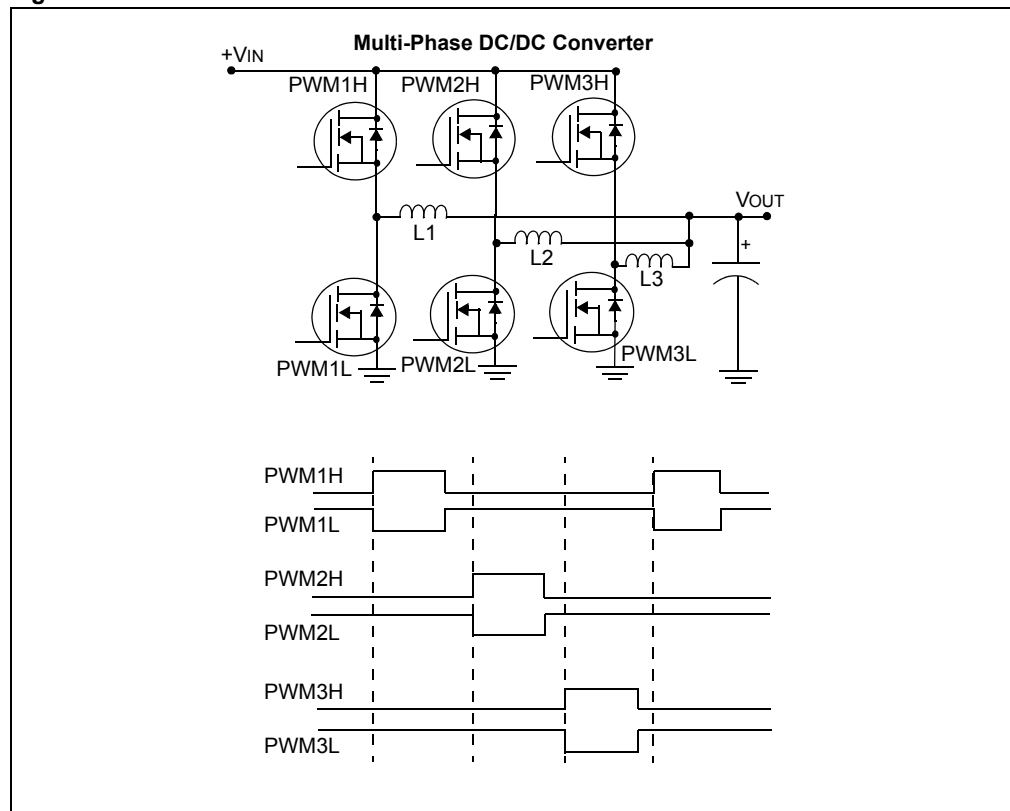 Multi-Phase DC/DC Converter
+VIN
PWM1H
PWM2H
PWM3H
VOUT
L1
L2
L3
+
PWM1L
PWM2L
PWM3L
PWM1H
PWM1L
PWM2H
PWM2L
PWM3H
PWM3L